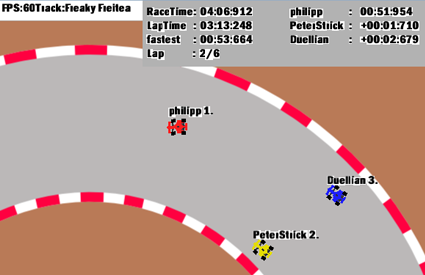 FPS:60Track:Freaky Freitea
RaceTime: 04:06:912 philipp : 00:51:954
LapTime : 03:13:248 PeterStrick : +00:01:710
fastest : 00:53:664 Duellian : +00:02:679
Lap : 2/6
philipp 1.
Duellian 3.
PeterStrick 2.